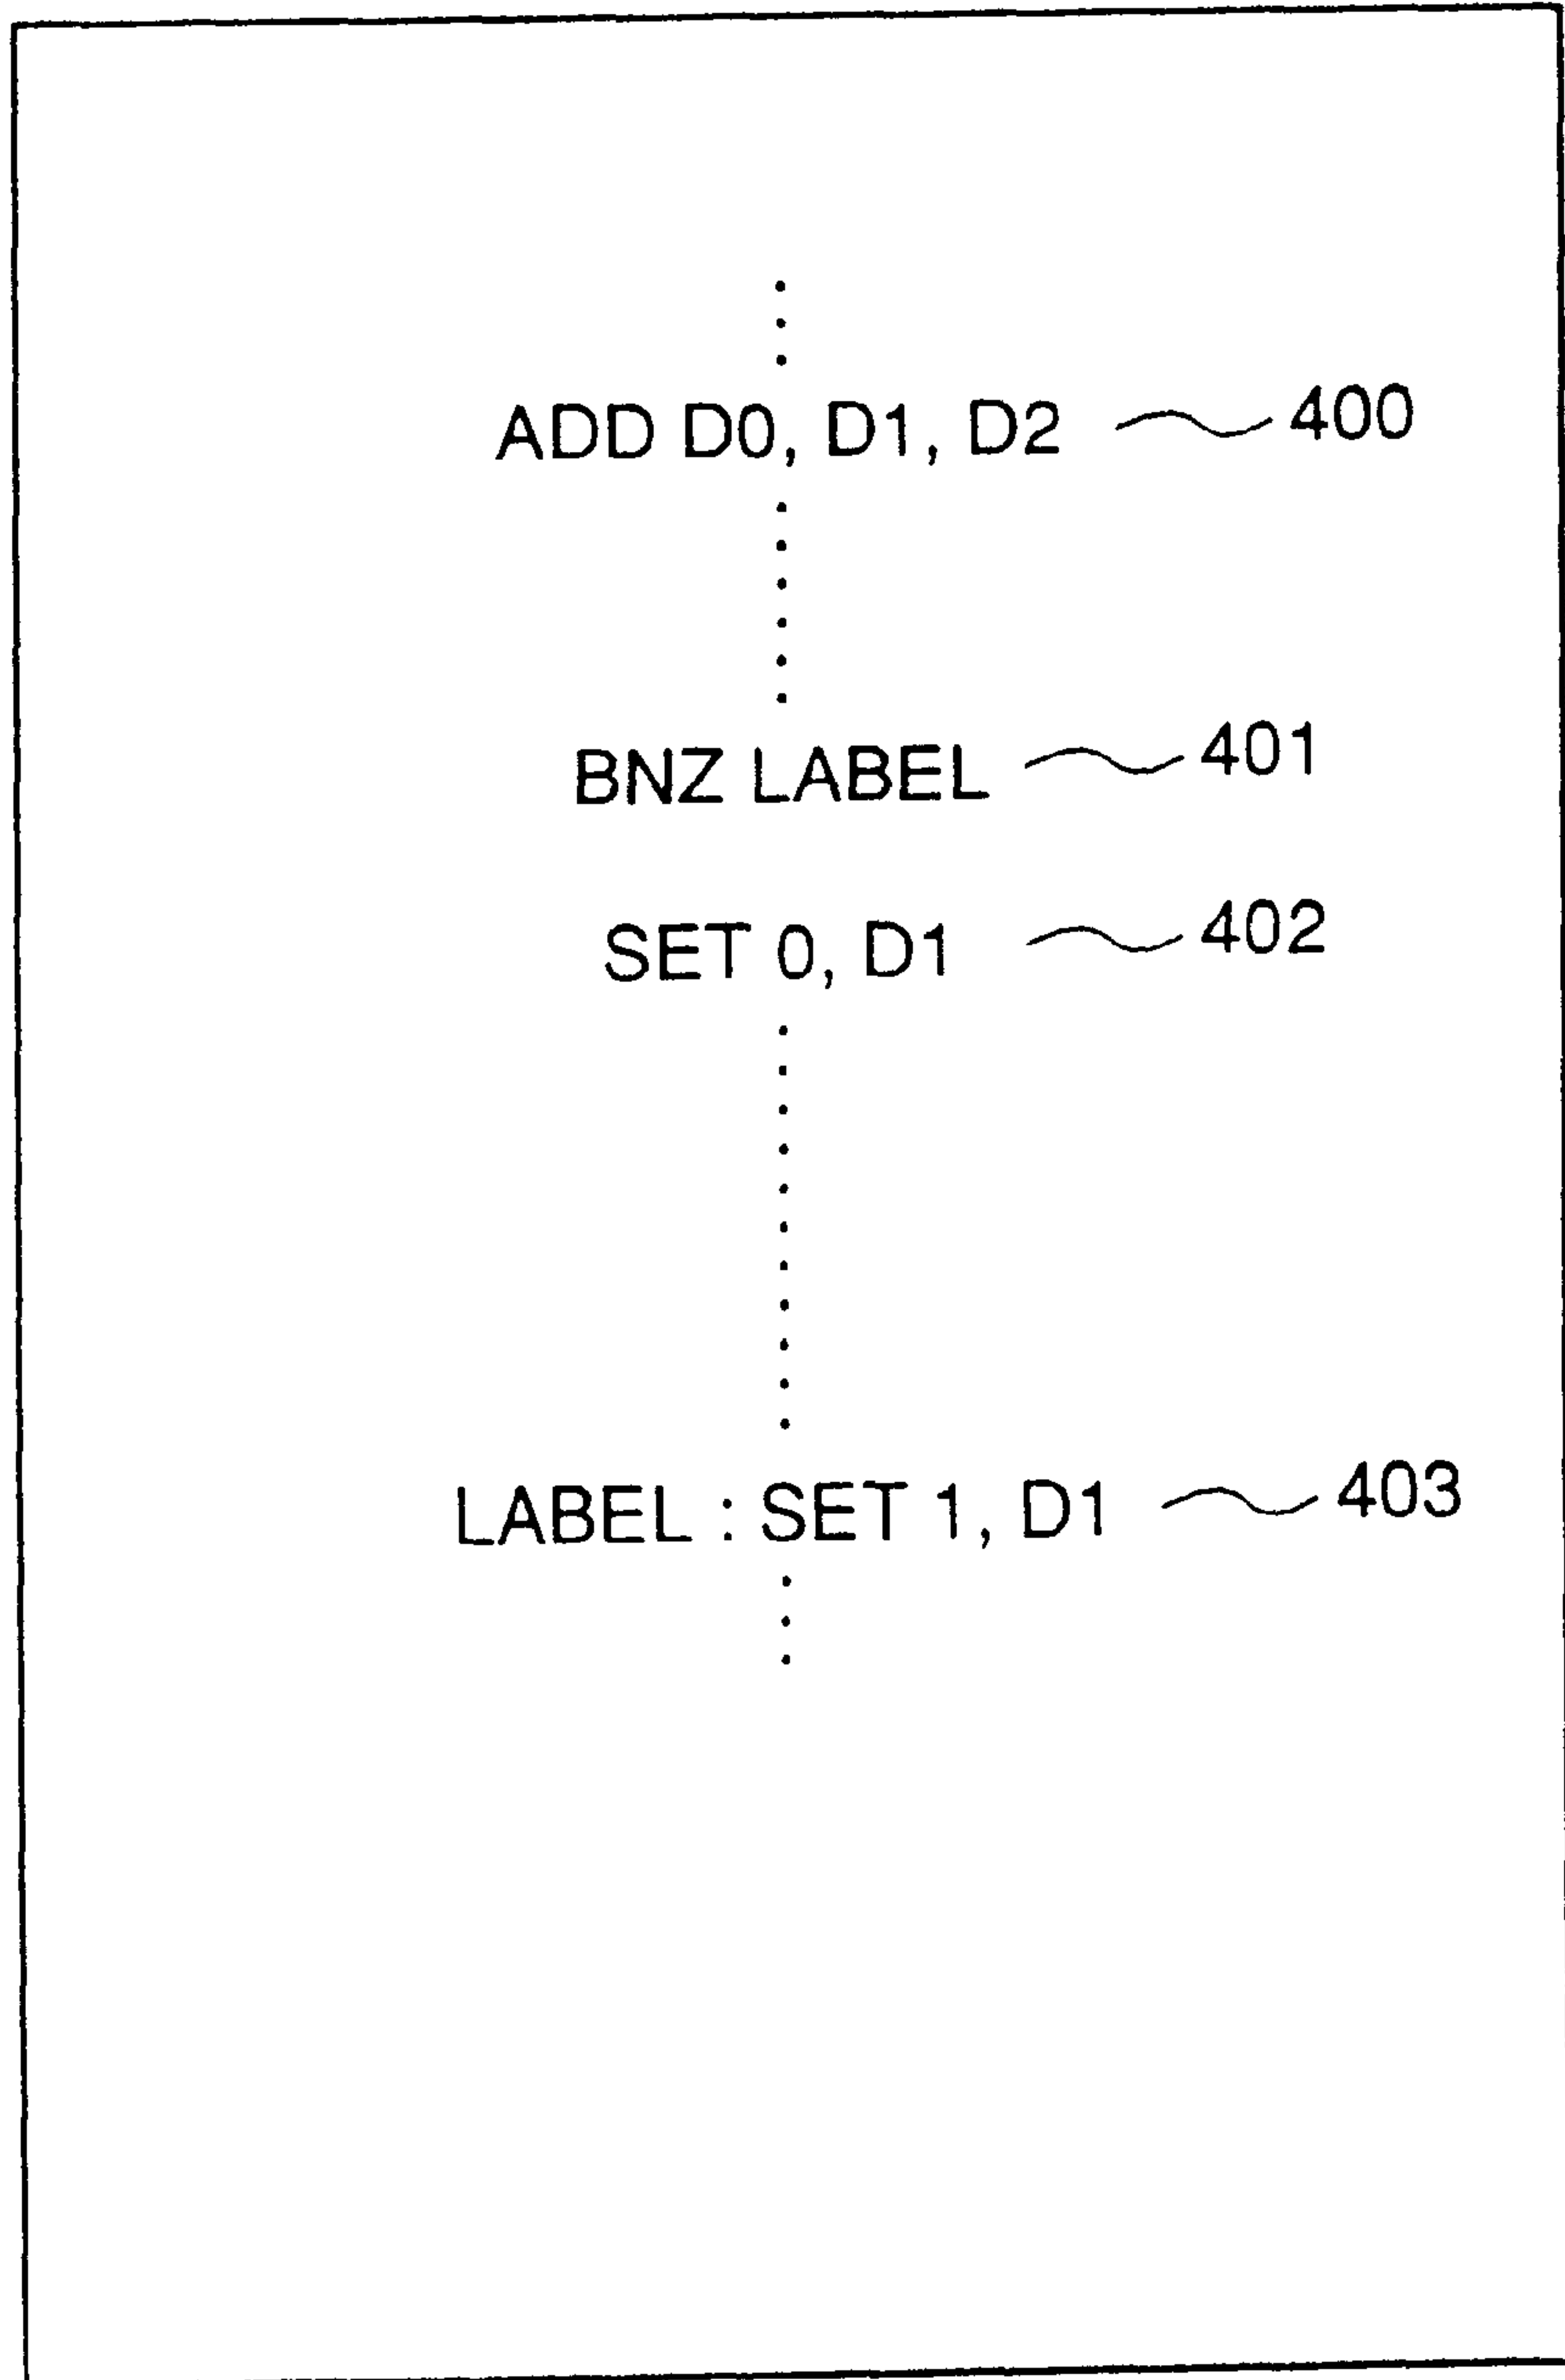 ADD D0, D1, D2 400
BNZ LABEL 401
SET 0, D1 402
LABEL : SET 1, D1 403